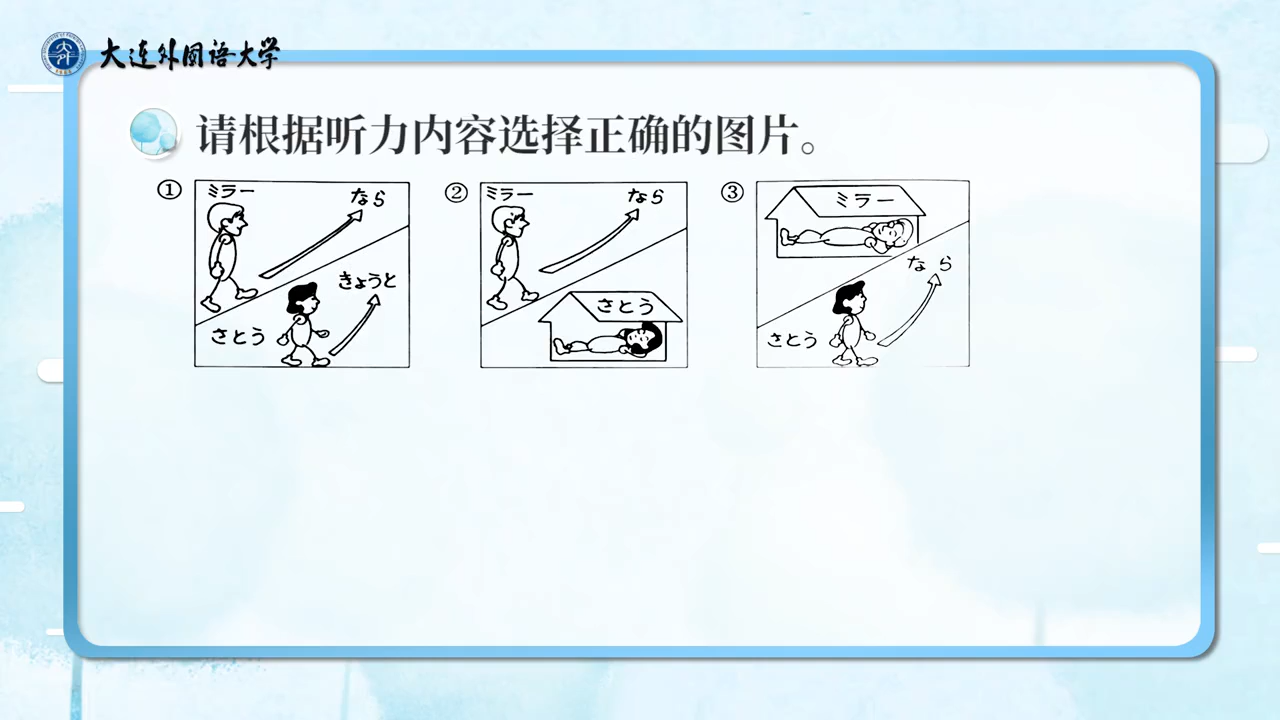 大连外国语大学
请根据听力内容选择正确的图片。
①
ミラー
なら
きょうと
さとう
②
ミラー
なら
さとう
③
ミラー
なら
さとう